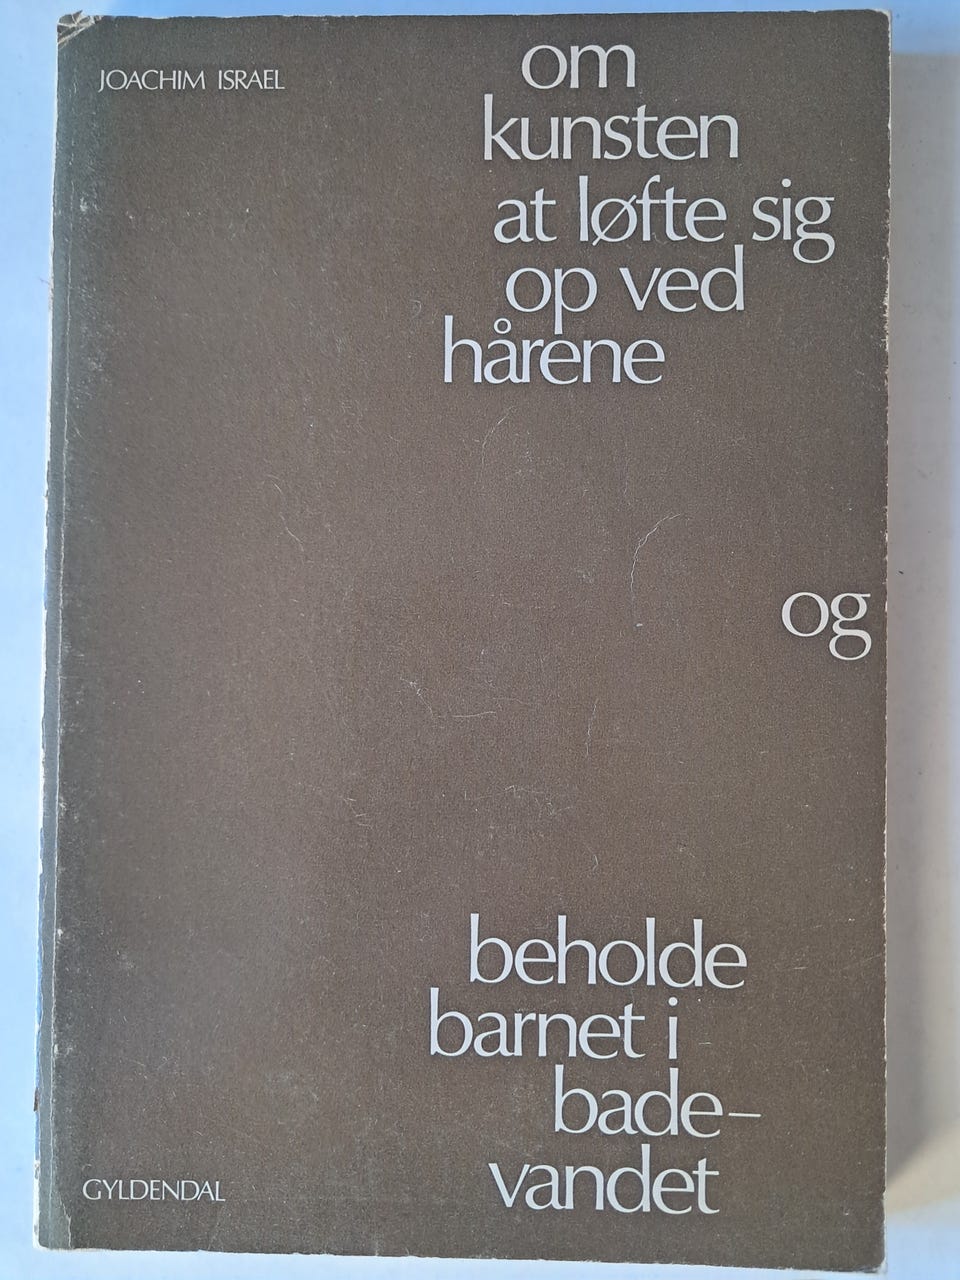 JOACHIM ISRAEL
om
kunsten
at løfte sig
op ved
hårene
og
beholde
barnet i
bade–
vandet
GYLDENDAL